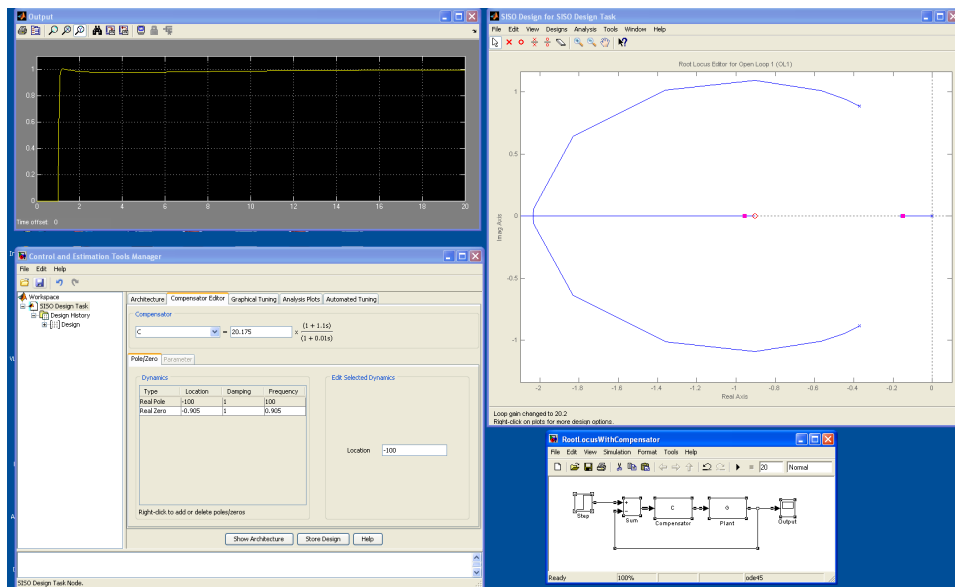 Output
1
0.8
0.6
0.4
0.2
0
0 2 4 6 8 10 12 14 16 18 20
Time offset: 0
SISO Design for SISO Design Task
File Edit View Designs Analysis Tools Window Help
Root Locus Editor for Open Loop 1 (OL1)
1
0.5
0
-0.5
-1
Imag Axis
-2 -1.8 -1.6 -1.4 -1.2 -1 -0.8 -0.6 -0.4 -0.2 0
Real Axis
Loop gain changed to 20.2
Right-click on plots for more design options.
Control and Estimation Tools Manager
File Edit Help
Workspace
SISO Design Task
Design History
Design
Architecture Compensator Editor Graphical Tuning Analysis Plots Automated Tuning
Compensator
C = 20.175 x (1 + 1.1s)
(1 + 0.01s)
Pole/Zero Parameter
Dynamics
Type Location Damping Frequency
Real Pole -100 1 100
Real Zero -0.905 1 0.905
Right-click to add or delete poles/zeros
Edit Selected Dynamics
Location -100
Show Architecture Store Design Help
SISO Design Task Node.
RootLocusWithCompensator
File Edit View Simulation Format Tools Help
20 Normal
Step
Sum
C
Compensator
G
Plant
Output
Ready 100% ode45